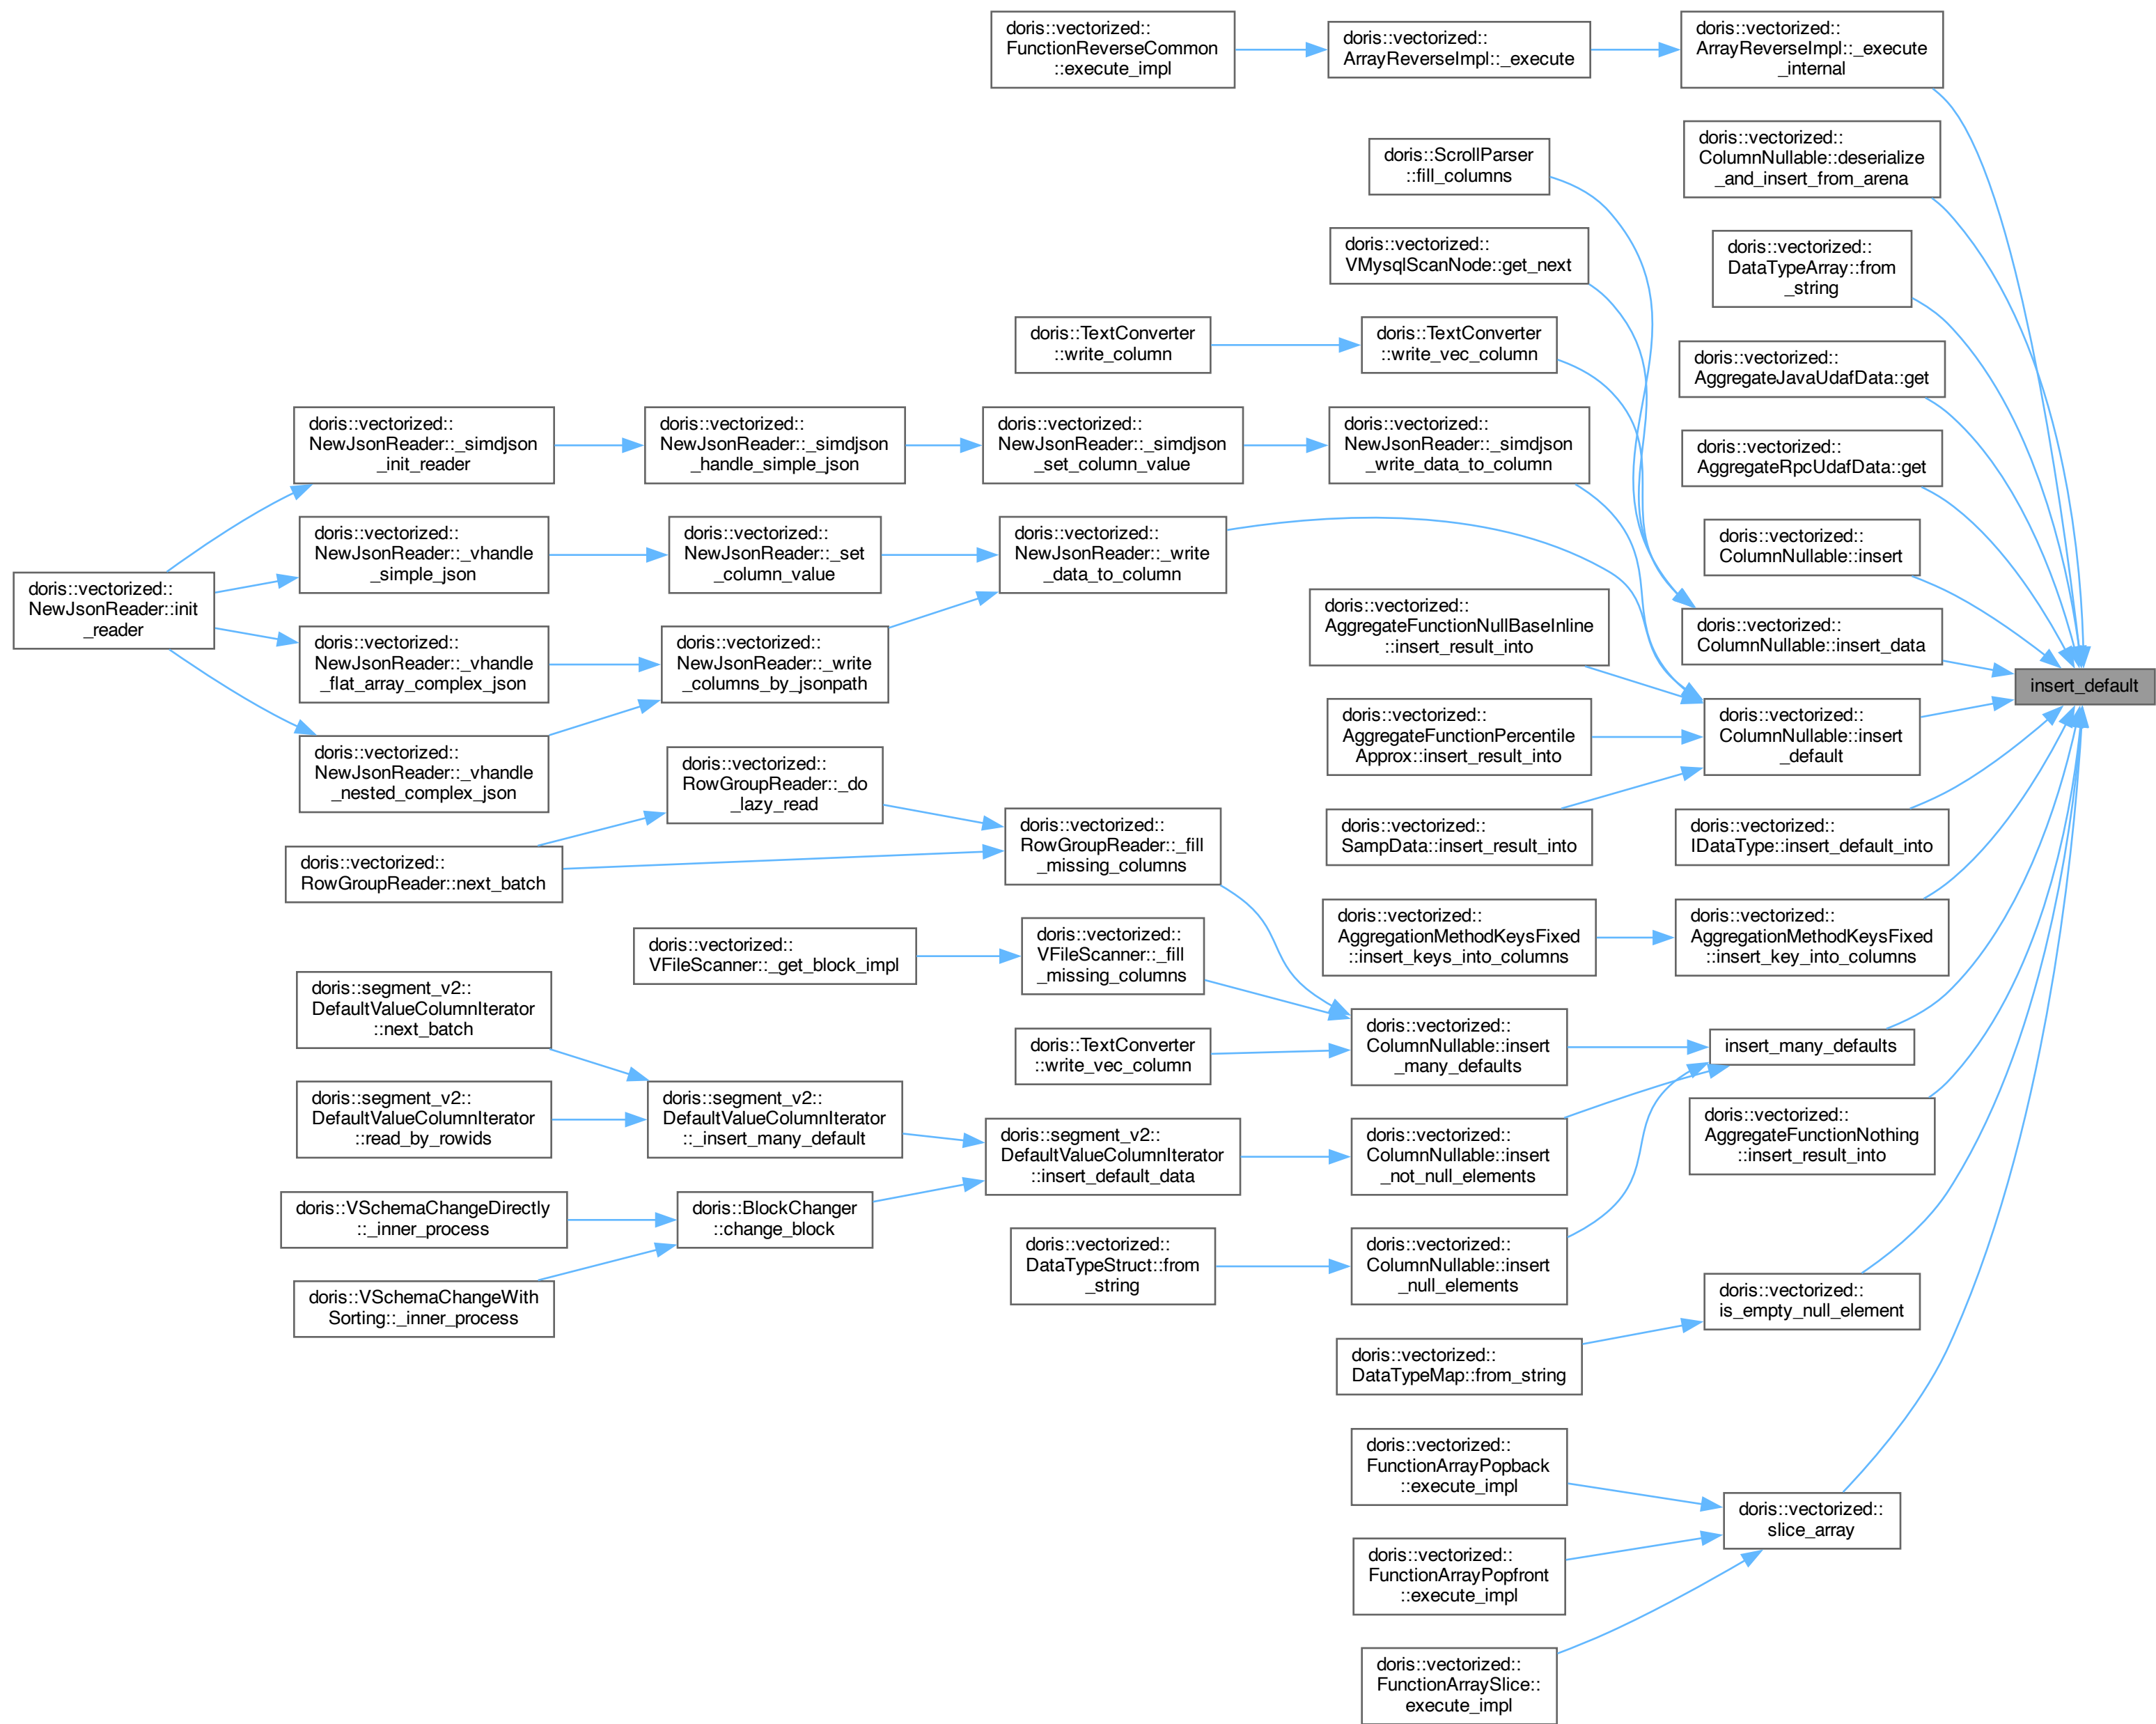 doris::vectorized::
FunctionReverseCommon
::execute_impl
doris::vectorized::
ArrayReverseImpl::_execute
doris::vectorized::
ArrayReverseImpl::_execute
_internal
doris::vectorized::
ColumnNullable::deserialize
_and_insert_from_arena
doris::ScrollParser
::fill_columns
doris::vectorized::
DataTypeArray::from
_string
doris::vectorized::
VMysqlScanNode::get_next
doris::TextConverter
::write_column
doris::TextConverter
::write_vec_column
doris::vectorized::
AggregateJavaUdafData::get
doris::vectorized::
NewJsonReader::_simdjson
_init_reader
doris::vectorized::
NewJsonReader::_simdjson
_handle_simple_json
doris::vectorized::
NewJsonReader::_simdjson
_set_column_value
doris::vectorized::
NewJsonReader::_simdjson
_write_data_to_column
doris::vectorized::
AggregateRpcUdafData::get
doris::vectorized::
NewJsonReader::_vhandle
_simple_json
doris::vectorized::
NewJsonReader::_set
_column_value
doris::vectorized::
NewJsonReader::_write
_data_to_column
doris::vectorized::
ColumnNullable::insert
doris::vectorized::
NewJsonReader::init
_reader
doris::vectorized::
AggregateFunctionNullBaseInline
::insert_result_into
doris::vectorized::
ColumnNullable::insert_data
doris::vectorized::
NewJsonReader::_vhandle
_flat_array_complex_json
doris::vectorized::
NewJsonReader::_write
_columns_by_jsonpath
insert_default
doris::vectorized::
AggregateFunctionPercentile
Approx::insert_result_into
doris::vectorized::
ColumnNullable::insert
_default
doris::vectorized::
NewJsonReader::_vhandle
_nested_complex_json
doris::vectorized::
RowGroupReader::_do
_lazy_read
doris::vectorized::
SampData::insert_result_into
doris::vectorized::
IDataType::insert_default_into
doris::vectorized::
RowGroupReader::next_batch
doris::vectorized::
RowGroupReader::_fill
_missing_columns
doris::vectorized::
AggregationMethodKeysFixed
::insert_keys_into_columns
doris::vectorized::
AggregationMethodKeysFixed
::insert_key_into_columns
doris::vectorized::
VFileScanner::_get_block_impl
doris::vectorized::
VFileScanner::_fill
_missing_columns
doris::segment_v2::
DefaultValueColumnIterator
::next_batch
doris::TextConverter
::write_vec_column
doris::vectorized::
ColumnNullable::insert
_many_defaults
insert_many_defaults
doris::segment_v2::
DefaultValueColumnIterator
::read_by_rowids
doris::segment_v2::
DefaultValueColumnIterator
::_insert_many_default
doris::segment_v2::
DefaultValueColumnIterator
::insert_default_data
doris::vectorized::
ColumnNullable::insert
_not_null_elements
doris::vectorized::
AggregateFunctionNothing
::insert_result_into
doris::VSchemaChangeDirectly
::_inner_process
doris::BlockChanger
::change_block
doris::vectorized::
DataTypeStruct::from
_string
doris::vectorized::
ColumnNullable::insert
_null_elements
doris::VSchemaChangeWith
Sorting::_inner_process
doris::vectorized::
is_empty_null_element
doris::vectorized::
DataTypeMap::from_string
doris::vectorized::
FunctionArrayPopback
::execute_impl
doris::vectorized::
slice_array
doris::vectorized::
FunctionArrayPopfront
::execute_impl
doris::vectorized::
FunctionArraySlice::
execute_impl